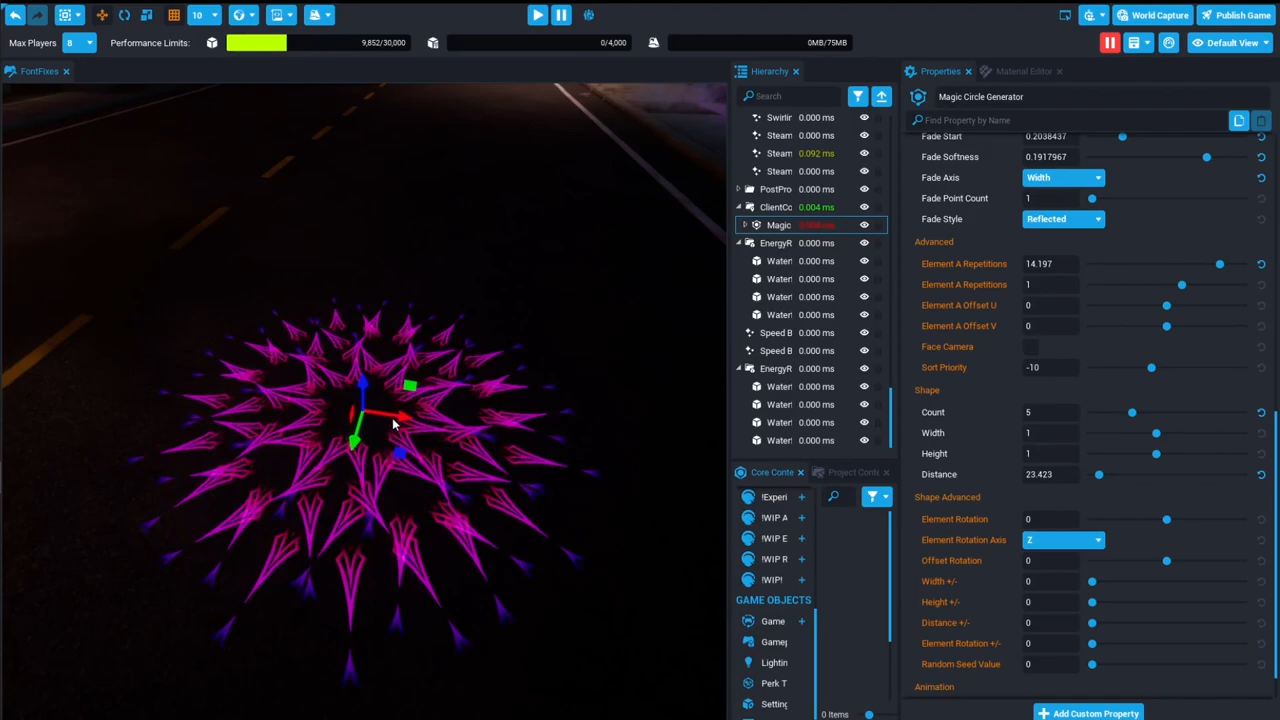 10
World Capture
Publish Game
Max Players
8
Performance Limits:
9,852/30,000
0/4,000
0MB/75MB
Default View
FontFixes
Hierarchy
Search
Swirlin 0.000 ms
Steam 0.000 ms
Steam 0.092 ms
Steam 0.000 ms
PostPro 0.000 ms
ClientCo 0.004 ms
Magic
EnergyR 0.000 ms
Water 0.000 ms
Water 0.000 ms
Water 0.000 ms
Water 0.000 ms
Speed B 0.000 ms
Speed B 0.000 ms
EnergyR 0.000 ms
Water 0.000 ms
Water 0.000 ms
Water 0.000 ms
Water 0.000 ms
Core Conte
Project Conte
!Experi
!WIP A
!WIP E
!WIP R
!WIP!
GAME OBJECTS
Game
Gamep
Lightin
Perk T
Setting
0 Items
Properties
Material Editor
Magic Circle Generator
Find Property by Name
Fade Start 0.2038437
Fade Softness 0.1917967
Fade Axis Width
Fade Point Count 1
Fade Style Reflected
Advanced
Element A Repetitions 14.197
Element A Repetitions 1
Element A Offset U 0
Element A Offset V 0
Face Camera
Sort Priority -10
Shape
Count 5
Width 1
Height 1
Distance 23.423
Shape Advanced
Element Rotation 0
Element Rotation Axis Z
Offset Rotation 0
Width +/- 0
Height +/- 0
Distance +/- 0
Element Rotation +/- 0
Random Seed Value 0
Animation
Add Custom Property